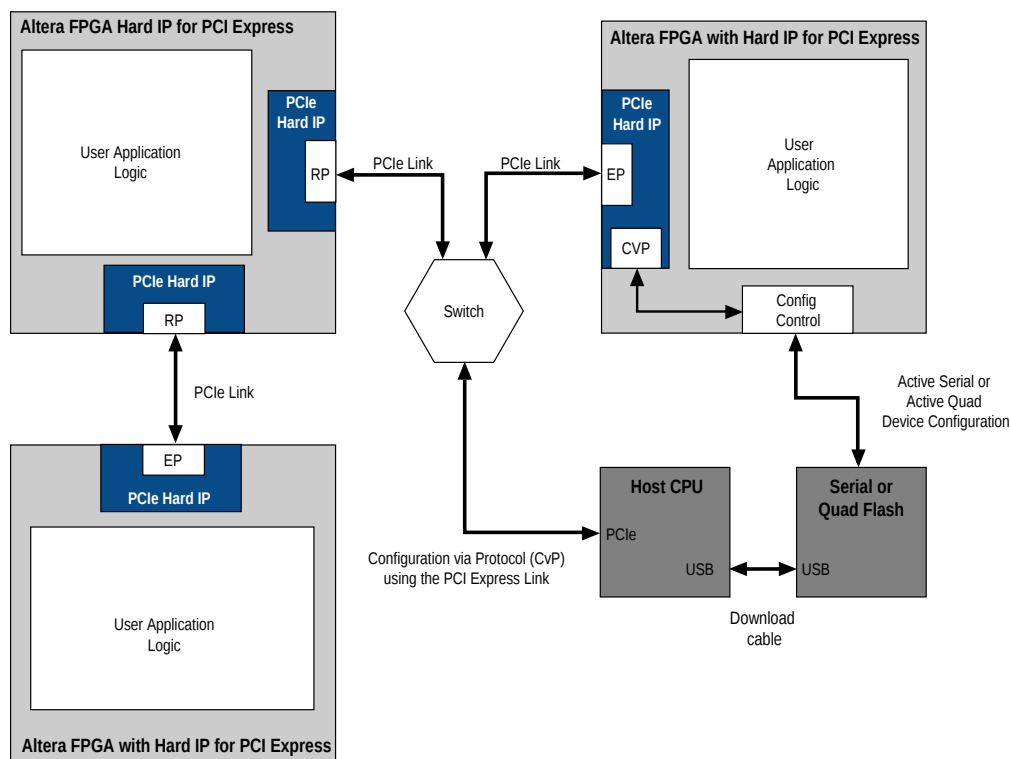 Altera FPGA Hard IP for PCI Express
User Application
Logic
PCIe
Hard IP
RP
PCIe Hard IP
RP
PCIe Link
PCIe Link
PCIe Link
Switch
Altera FPGA with Hard IP for PCI Express
PCIe
Hard IP
EP
CVP
User
Application
Logic
Config
Control
Active Serial or
Active Quad
Device Configuration
EP
PCIe Hard IP
User Application
Logic
Altera FPGA with Hard IP for PCI Express
Configuration via Protocol (CvP)
using the PCI Express Link
Host CPU
PCIe
USB
Serial or
Quad Flash
USB
Download
cable